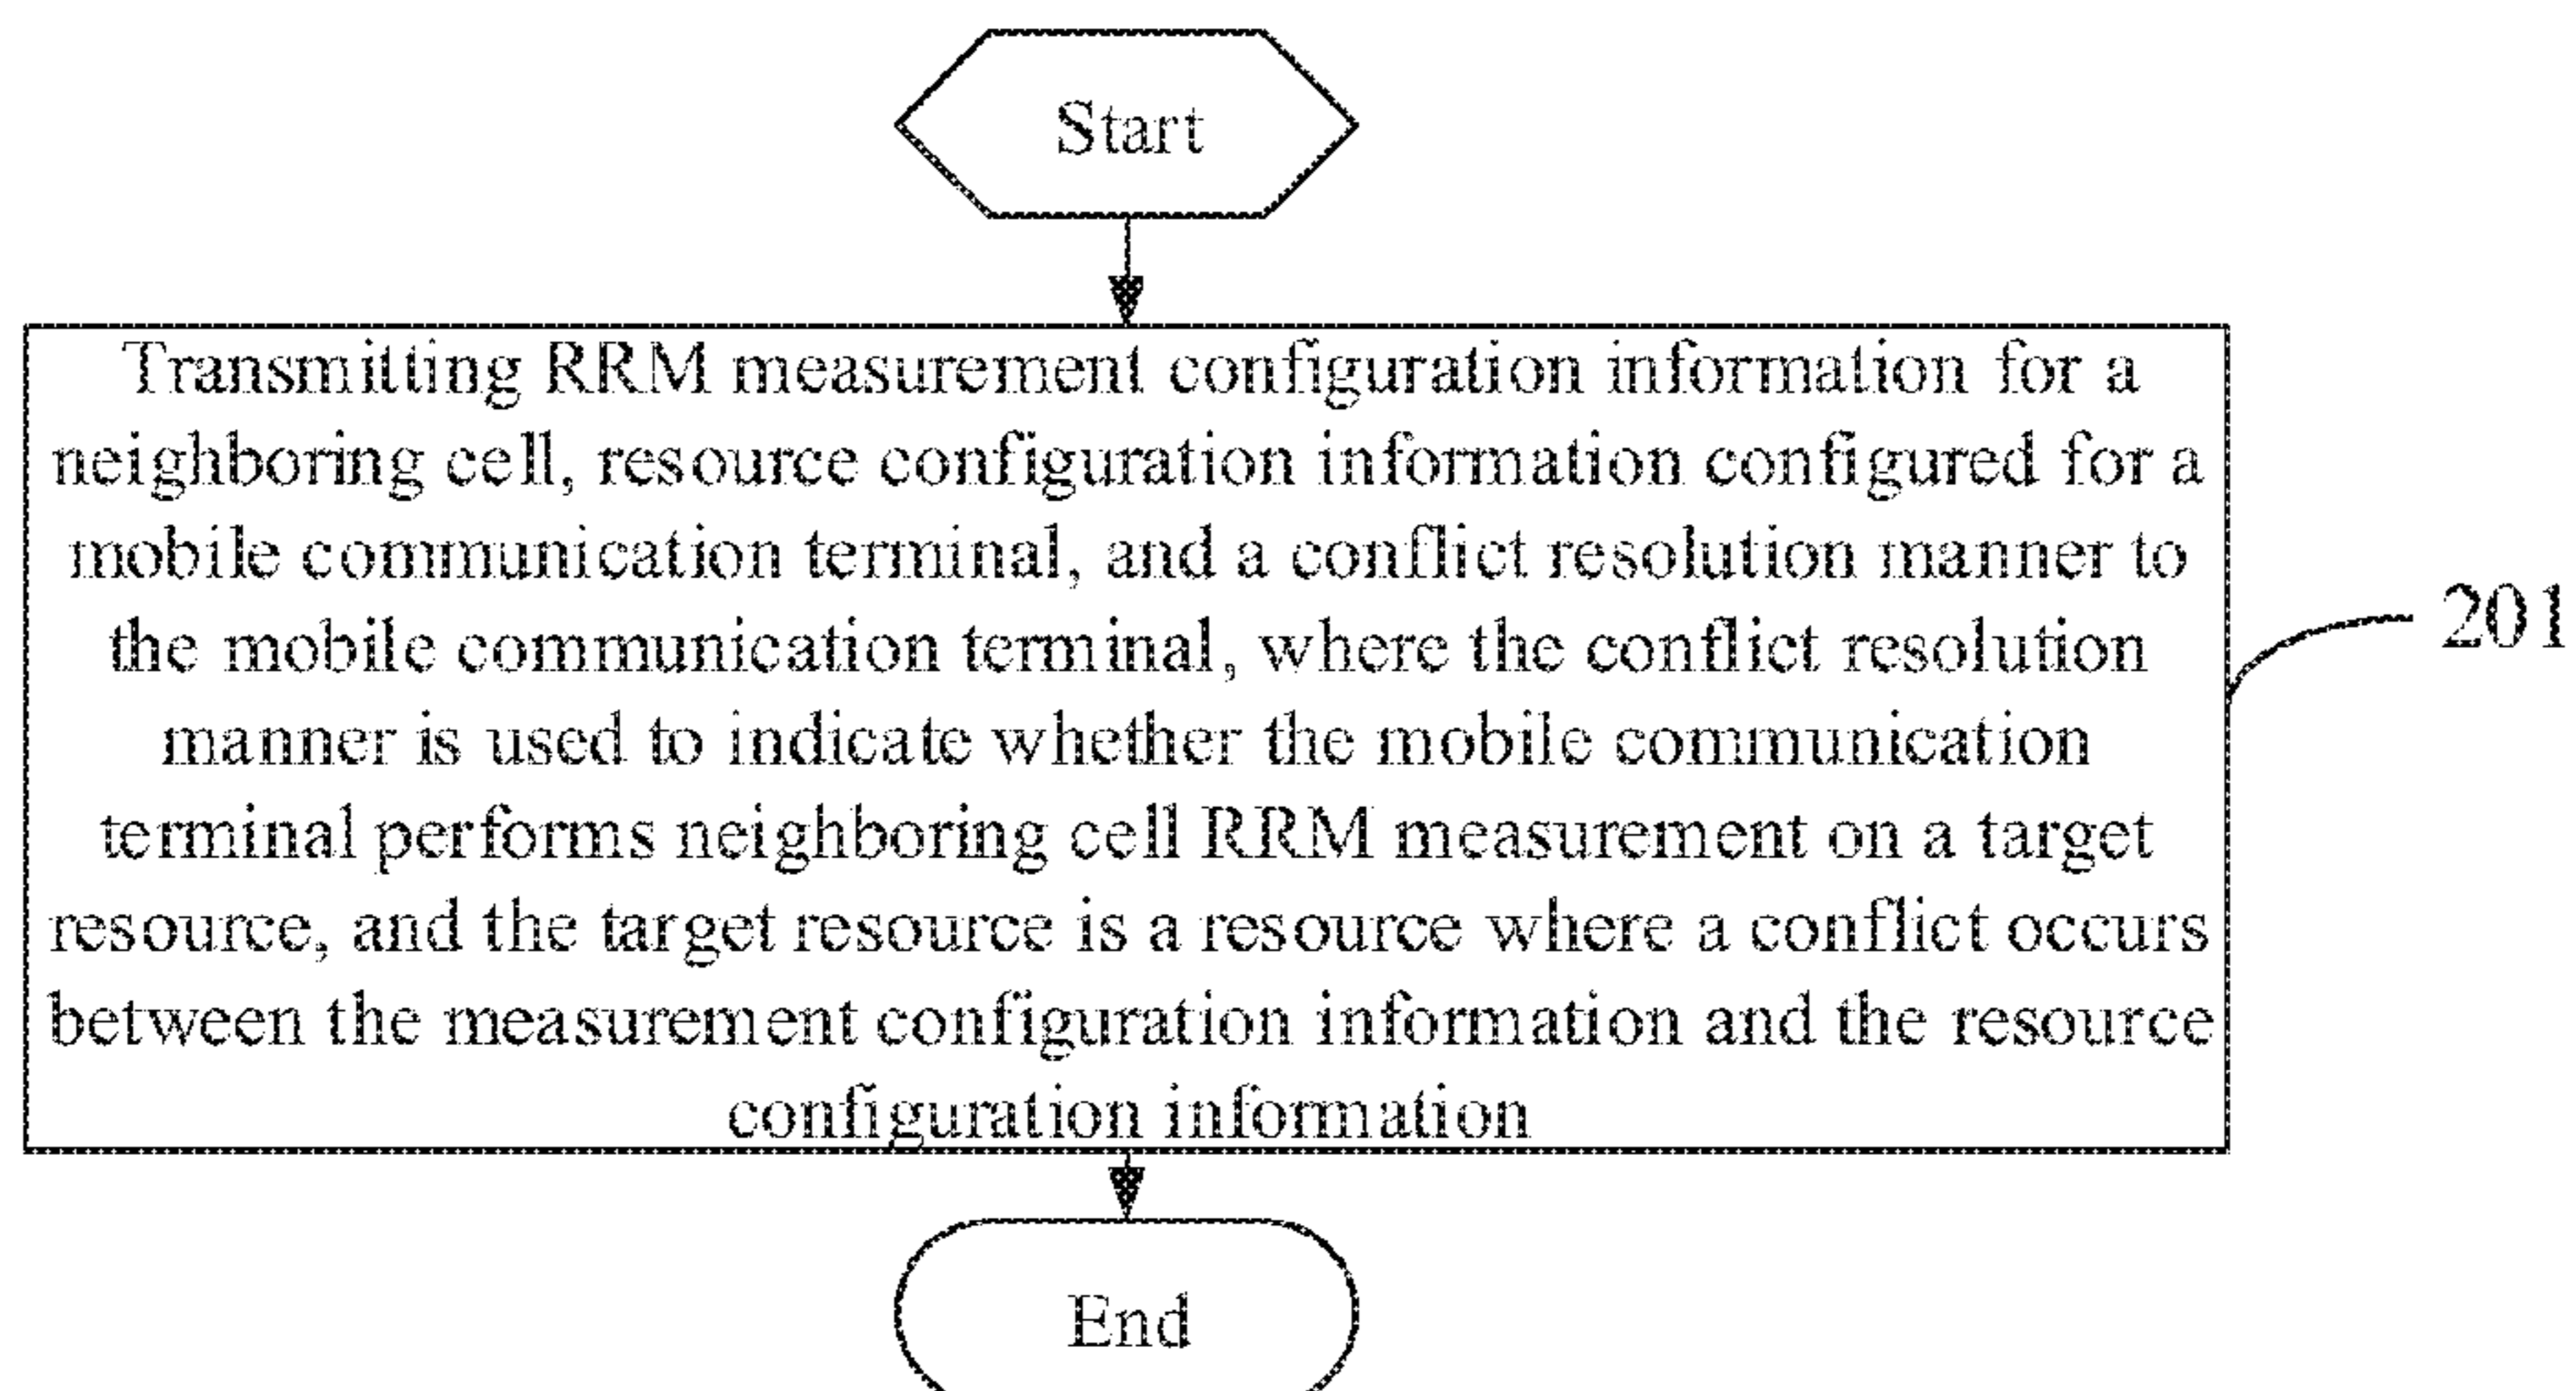 Start
Transmitting RRM measurement configuration information for a
neighboring cell, resource configuration information configured for a
mobile communication terminal, and a conflict resolution manner to
the mobile communication terminal, where the conflict resolution
manner is used to indicate whether the mobile communication
terminal performs neighboring cell RRM measurement on a target
resource, and the target resource is a resource where a conflict occurs
between the measurement configuration information and the resource
configuration information
201
End